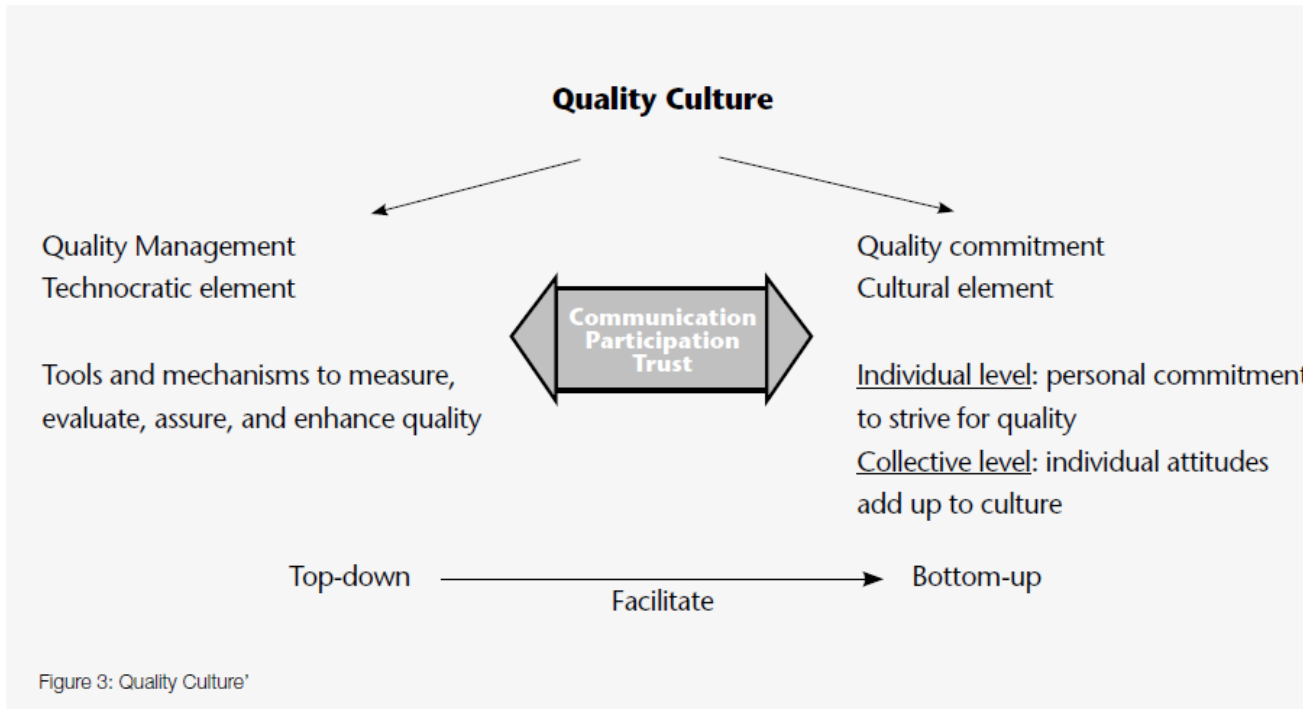 Quality Culture
Quality Management
Technocratic element
Tools and mechanisms to measure,
evaluate, assure, and enhance quality
Communication
Participation
Trust
Quality commitment
Cultural element
Individual level: personal commitment
to strive for quality
Collective level: individual attitudes
add up to culture
Top-down
Facilitate
Bottom-up
Figure 3: Quality Culture’